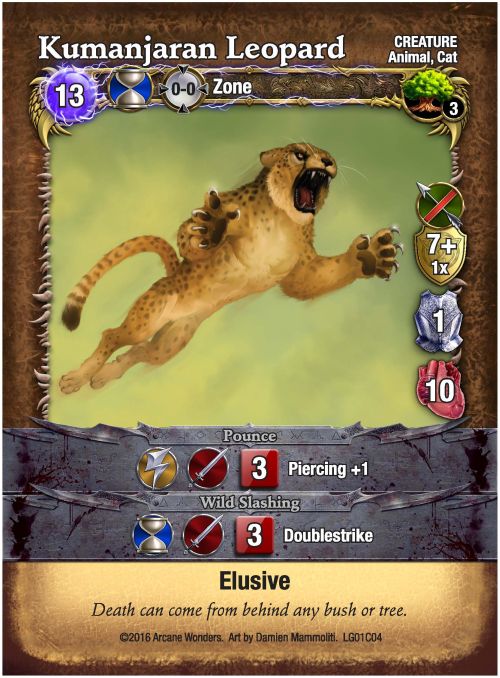 Kumanjaran Leopard
CREATURE
Animal, Cat
13
0-0
Zone
3
7+
1x
1
10
Pounce
3
Piercing +1
Wild Slashing
3
Doublestrike
Elusive
Death can come from behind any bush or tree.
©2016 Arcane Wonders. Art by Damien Mammoliti. LG01C04